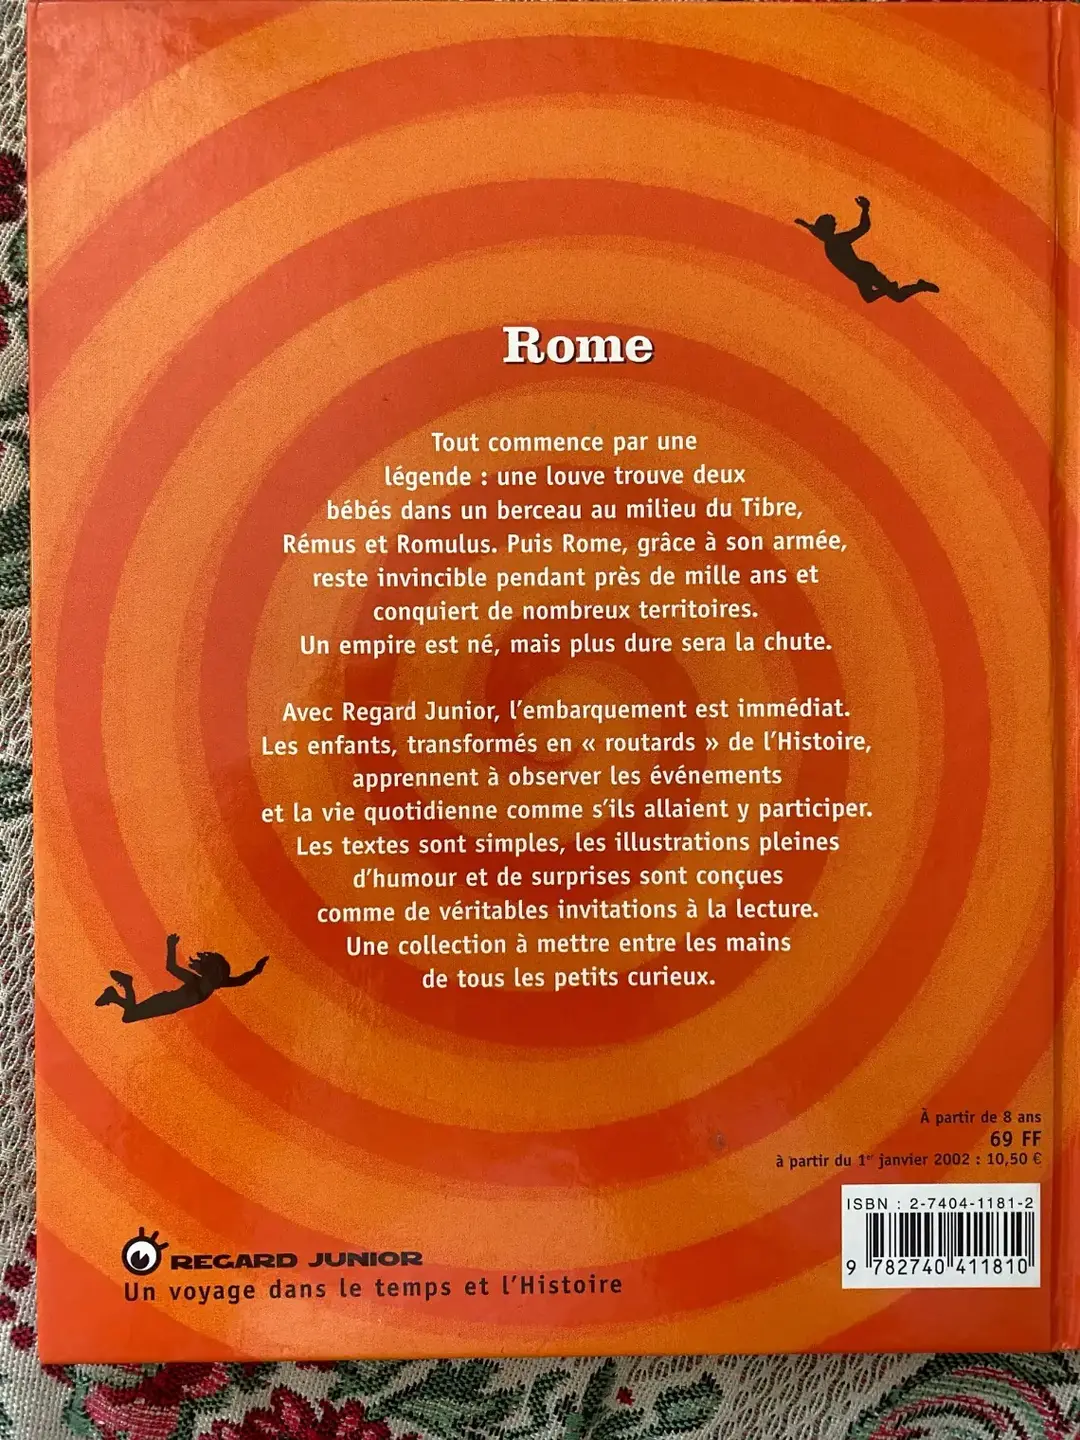 Rome
Tout commence par une
légende : une louve trouve deux
bébés dans un berceau au milieu du Tibre,
Rémus et Romulus. Puis Rome, grâce à son armée,
reste invincible pendant près de mille ans et
conquiert de nombreux territoires.
Un empire est né, mais plus dure sera la chute.
Avec Regard Junior, l'embarquement est immédiat.
Les enfants, transformés en « routards » de l'Histoire,
apprennent à observer les événements
et la vie quotidienne comme s'ils allaient y participer.
Les textes sont simples, les illustrations pleines
d'humour et de surprises sont conçues
comme de véritables invitations à la lecture.
Une collection à mettre entre les mains
de tous les petits curieux.
À partir de 8 ans
69 FF
à partir du 1er janvier 2002 : 10,50 €
ISBN : 2-7404-1181-2
9 782740 411810
REGARD JUNIOR
Un voyage dans le temps et l'Histoire